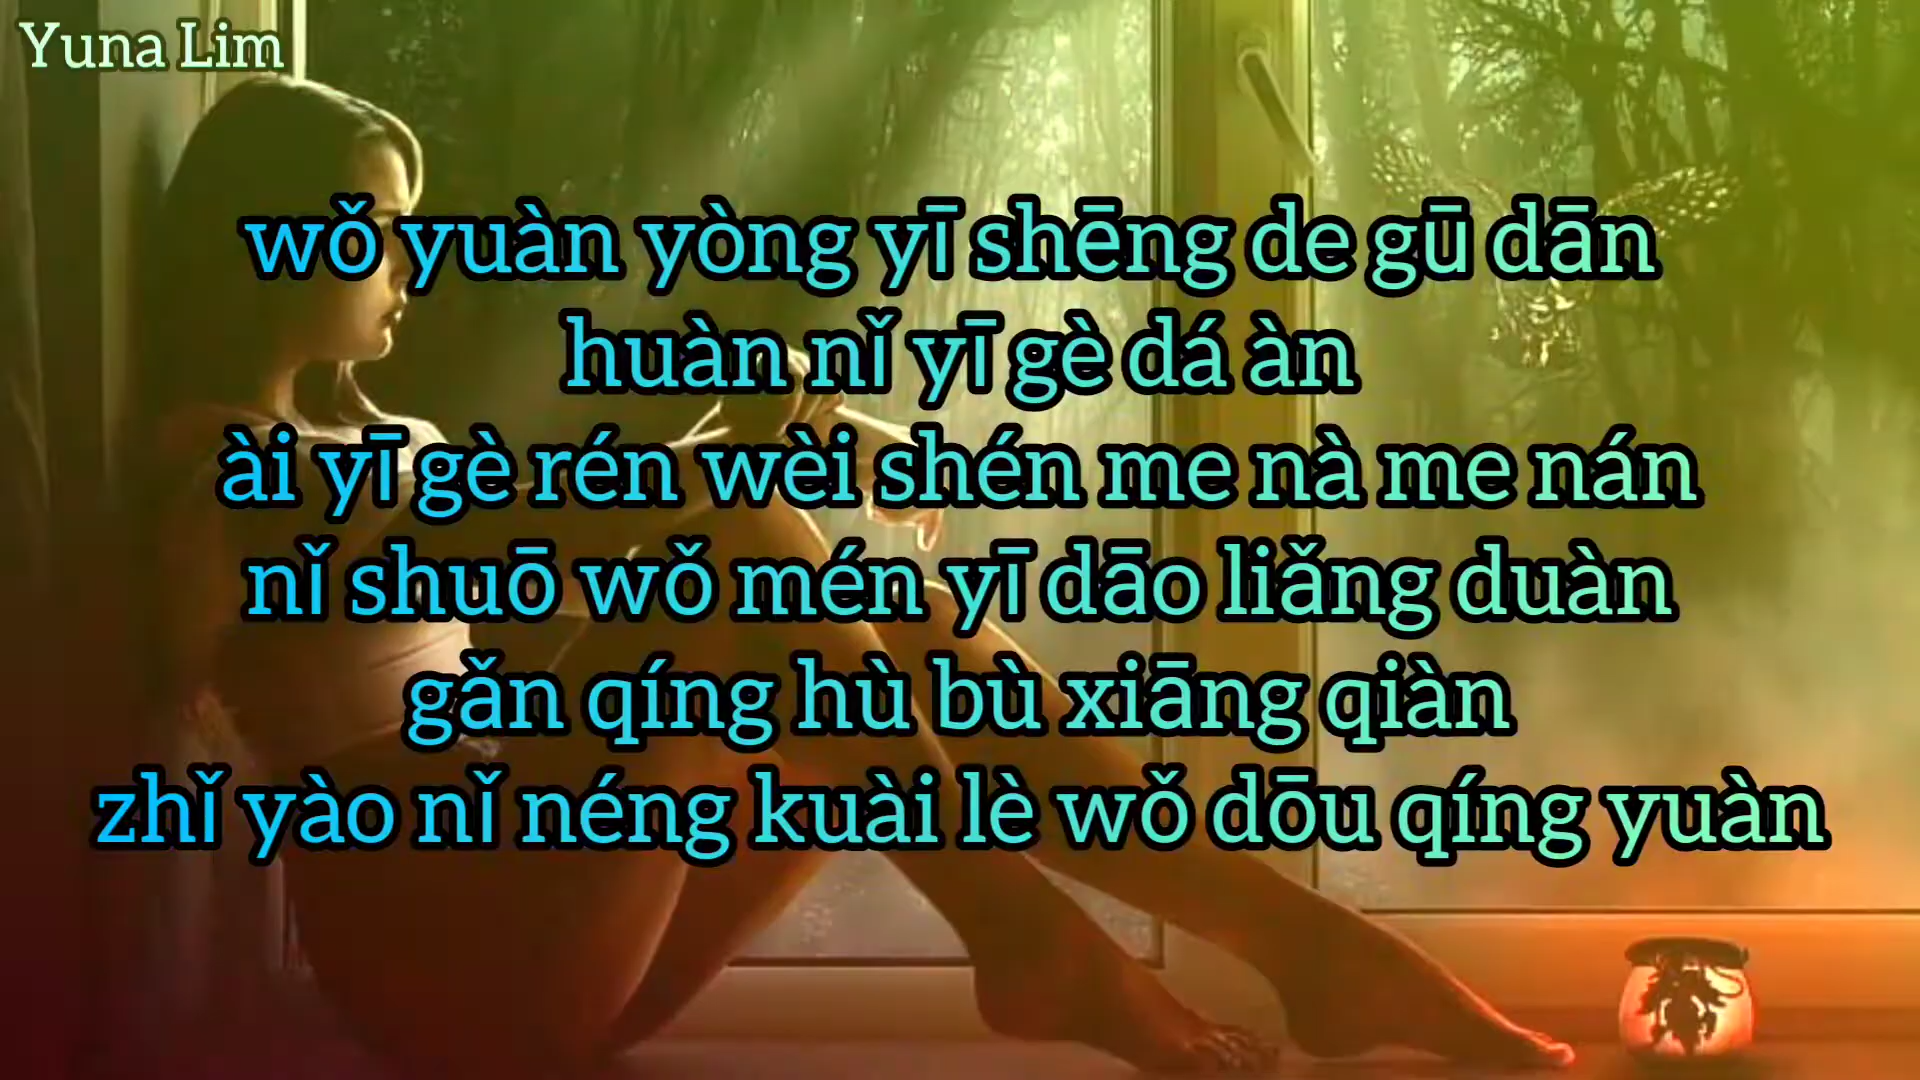 Yuna Lim
wǒ yuàn yòng yī shēng de gū dān
huàn nǐ yī gè dá àn
ài yī gè rén wèi shén me nà me nán
nǐ shuō wǒ mén yī dāo liǎng duàn
gǎn qíng hù bù xiāng qiàn
zhǐ yào nǐ néng kuài lè wǒ dōu qíng yuàn